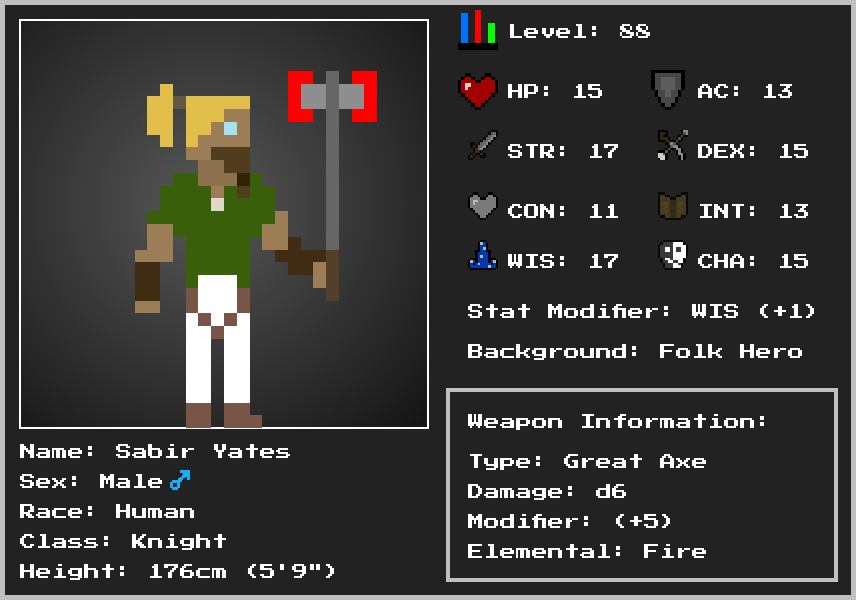 Level: 88
HP: 15 AC: 13
STR: 17 DEX: 15
CON: 11 INT: 13
WIS: 17 CHA: 15
Stat Modifier: WIS (+1)
Background: Folk Hero
Weapon Information:
Type: Great Axe
Damage: d6
Modifier: (+5)
Elemental: Fire
Name: Sabir Yates
Sex: Male ♂
Race: Human
Class: Knight
Height: 176cm (5'9")